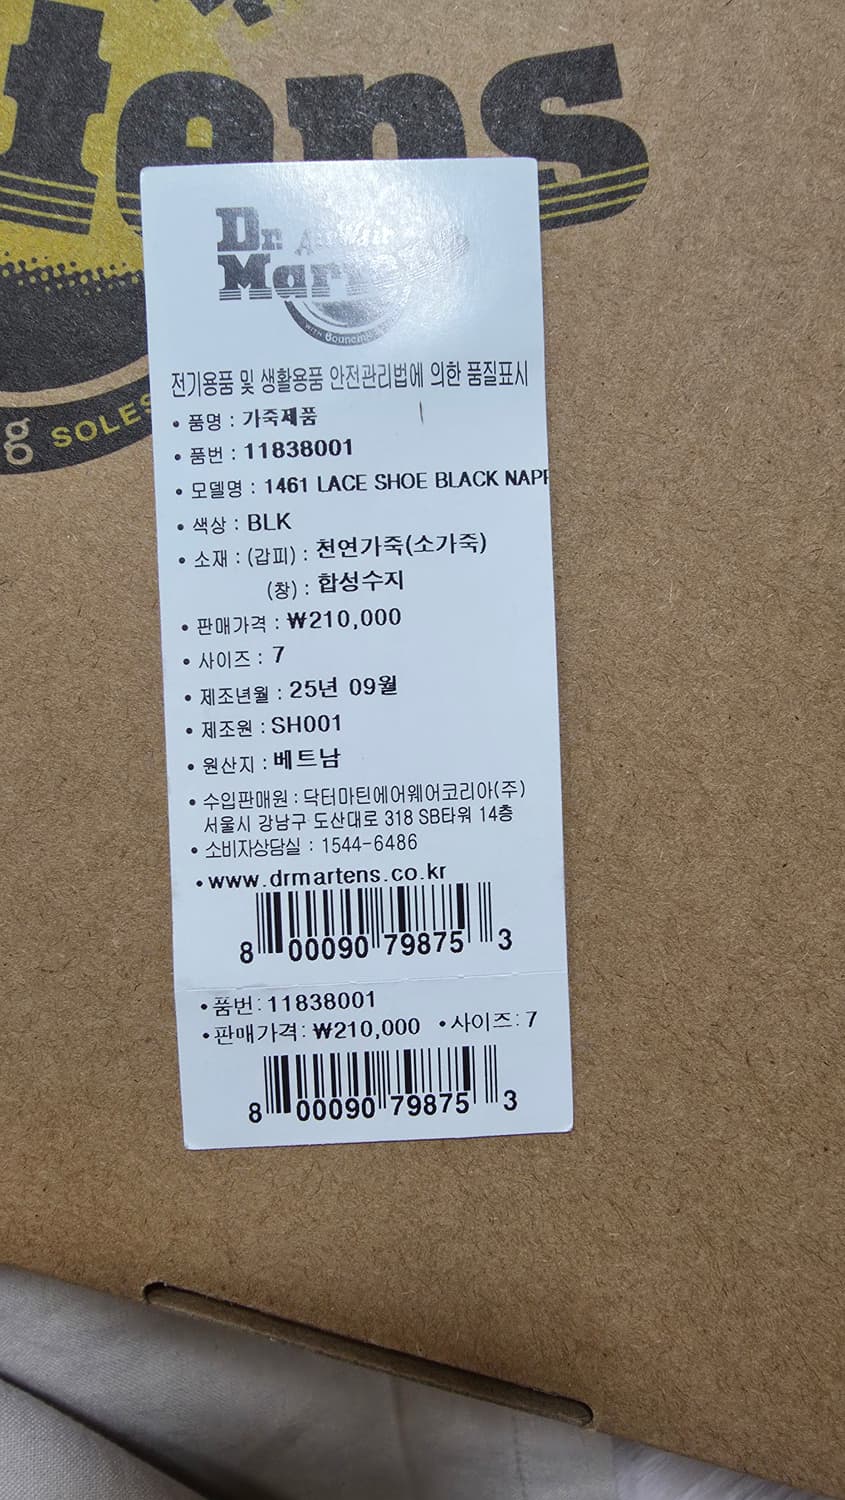 tens
g SOLES
Dr
Mar
WITH Bouncing
전기용품 및 생활용품 안전관리법에 의한 품질표시
• 품명 : 가죽제품
• 품번 : 11838001
• 모델명 : 1461 LACE SHOE BLACK NAPP
• 색상 : BLK
• 소재 : (갑피) : 천연가죽(소가죽)
(창) : 합성수지
• 판매가격 : ₩210,000
• 사이즈 : 7
• 제조년월 : 25년 09월
• 제조원 : SH001
• 원산지 : 베트남
• 수입판매원 : 닥터마틴에어웨어코리아(주)
서울시 강남구 도산대로 318 SB타워 14층
• 소비자상담실 : 1544-6486
• www.drmartens.co.kr
8 00090 79875 3
• 품번: 11838001
• 판매가격: ₩210,000 • 사이즈: 7
8 00090 79875 3